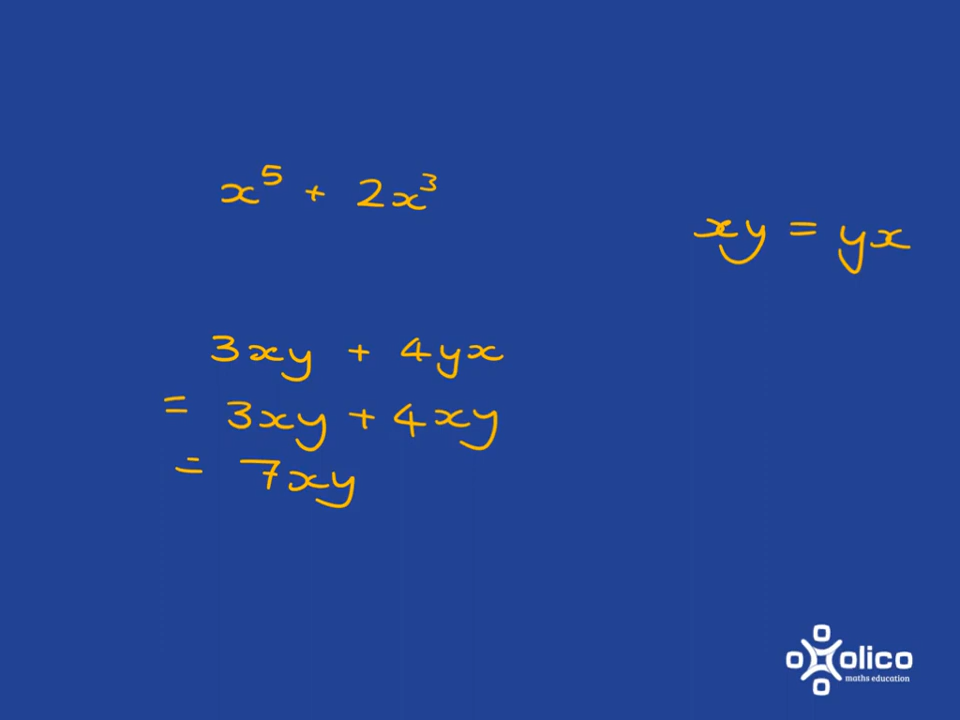 x⁵ + 2x³
xy = yx
3xy + 4yx
= 3xy + 4xy
= 7xy
olico
maths education